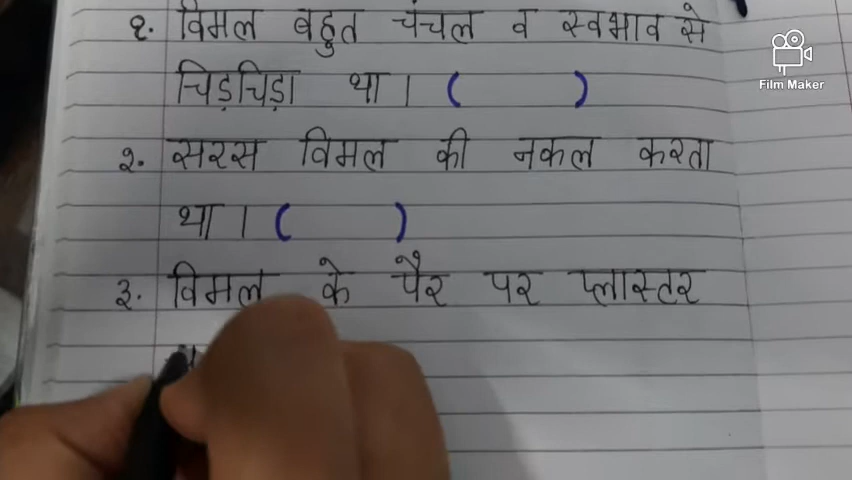 १. विमल बहुत चंचल व स्वभाव से
चिड़चिड़ा था । ( )
२. सरस विमल की नकल करता
था । ( )
३. विमल के पैर पर प्लास्टर
Film Maker